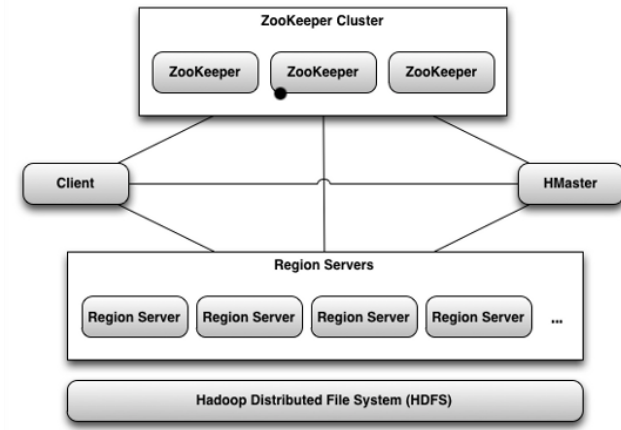 ZooKeeper Cluster
ZooKeeper ZooKeeper ZooKeeper
Client HMaster
Region Servers
Region Server Region Server Region Server Region Server ...
Hadoop Distributed File System (HDFS)